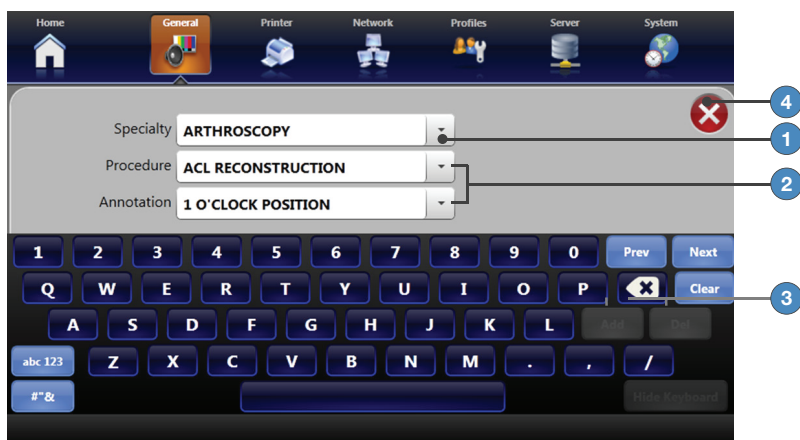 Home General Printer Network Profiles Server System
4
Specialty ARTHROSCOPY
1
Procedure ACL RECONSTRUCTION
2
Annotation 1 O'CLOCK POSITION
1 2 3 4 5 6 7 8 9 0 Prev Next
Q W E R T Y U I O P X Clear
3
A S D F G H J K L Add Del
abc 123 Z X C V B N M . , /
#"& Hide Keyboard